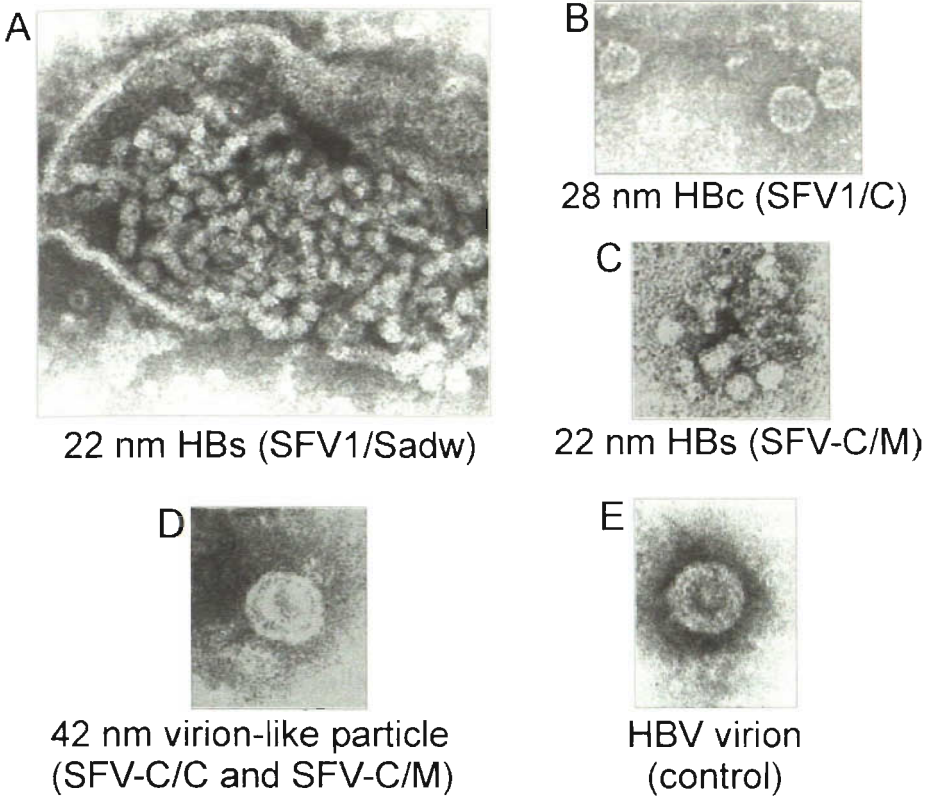 A
B
28 nm HBc (SFV1/C)
C
22 nm HBs (SFV1/Sadw)
22 nm HBs (SFV-C/M)
D
E
42 nm virion-like particle
(SFV-C/C and SFV-C/M)
HBV virion
(control)